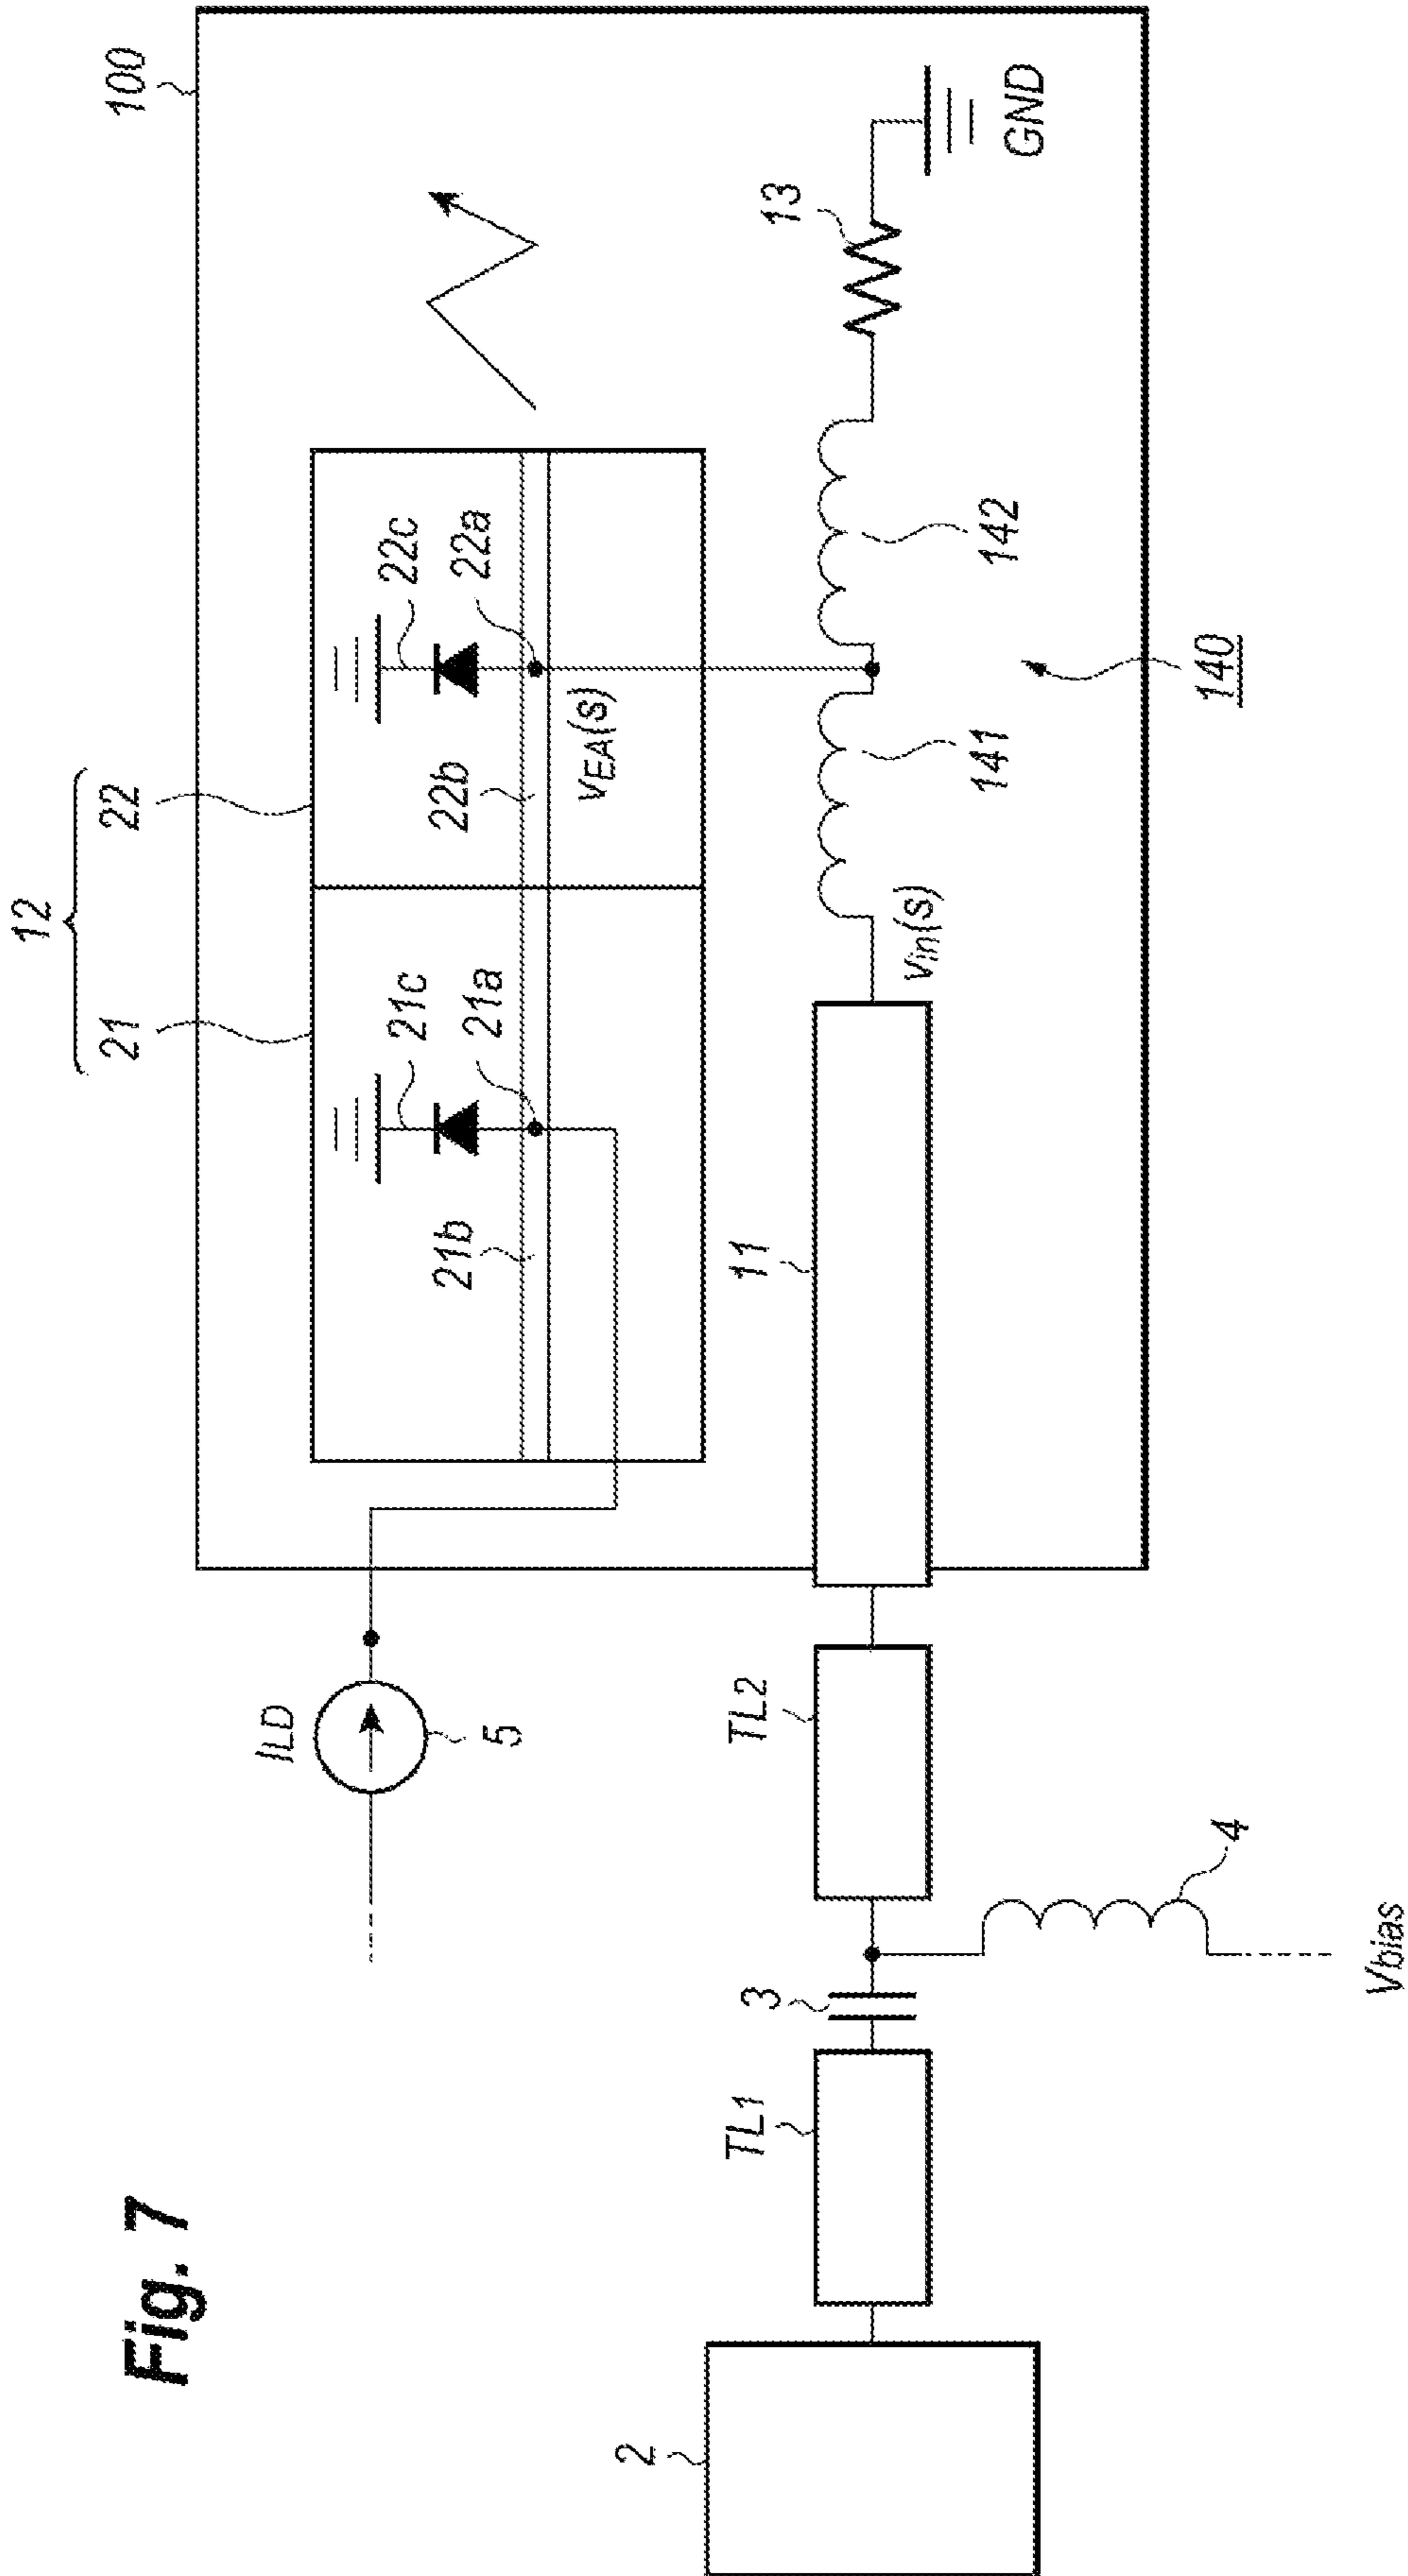 Fig. 7
12
21
22
100
21c
22c
21a
22a
21b
22b
VEA(s)
ILD
5
13
GND
11
Vin(s)
141
142
140
2
TL1
3
TL2
4
Vbias